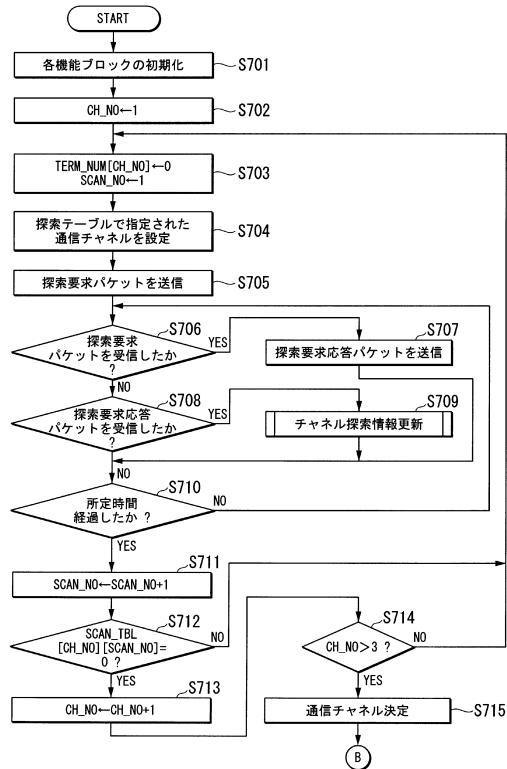 START
各機能ブロックの初期化
S701
CH_NO←1
S702
TERM_NUM[CH_NO]←0
SCAN_NO←1
S703
探索テーブルで指定された
通信チャネルを設定
S704
探索要求パケットを送信
S705
探索要求
パケットを受信したか
?
S706
YES
NO
探索要求応答パケットを送信
S707
探索要求応答
パケットを受信したか
?
S708
YES
NO
チャネル探索情報更新
S709
所定時間
経過したか ?
S710
NO
YES
SCAN_NO←SCAN_NO+1
S711
SCAN_TBL
[CH_NO][SCAN_NO]=
0 ?
S712
NO
YES
CH_NO←CH_NO+1
S713
CH_NO>3 ?
S714
NO
YES
通信チャネル決定
S715
B